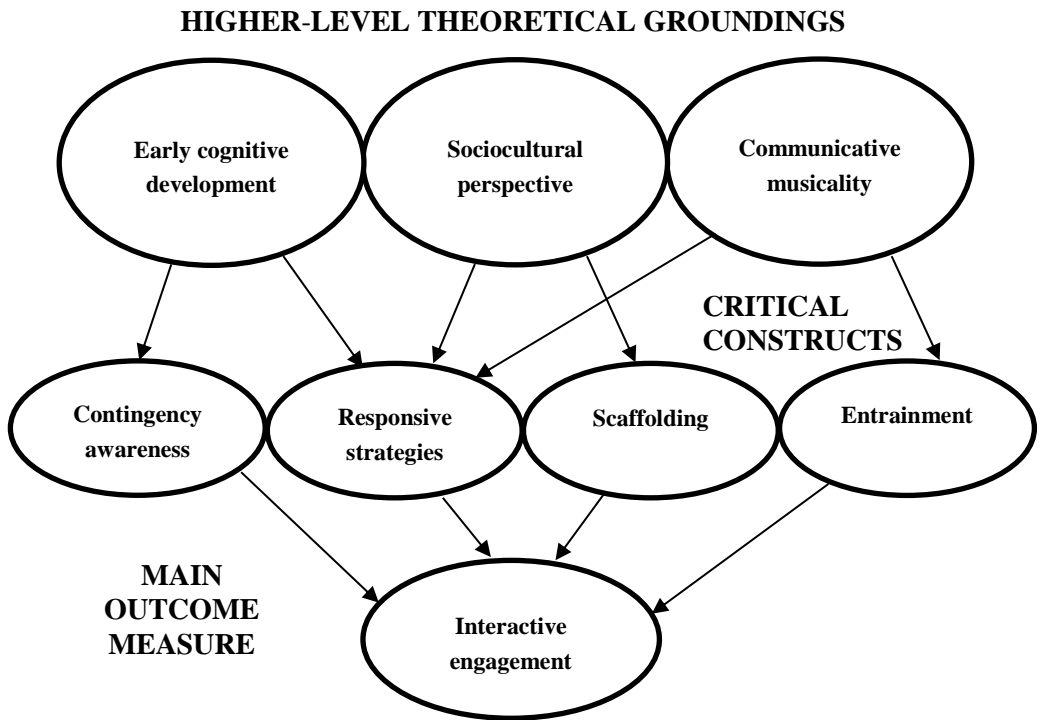 HIGHER-LEVEL THEORETICAL GROUNDINGS
Early cognitive
development
Sociocultural
perspective
Communicative
musicality
CRITICAL
CONSTRUCTS
Contingency
awareness
Responsive
strategies
Scaffolding
Entrainment
MAIN
OUTCOME
MEASURE
Interactive
engagement